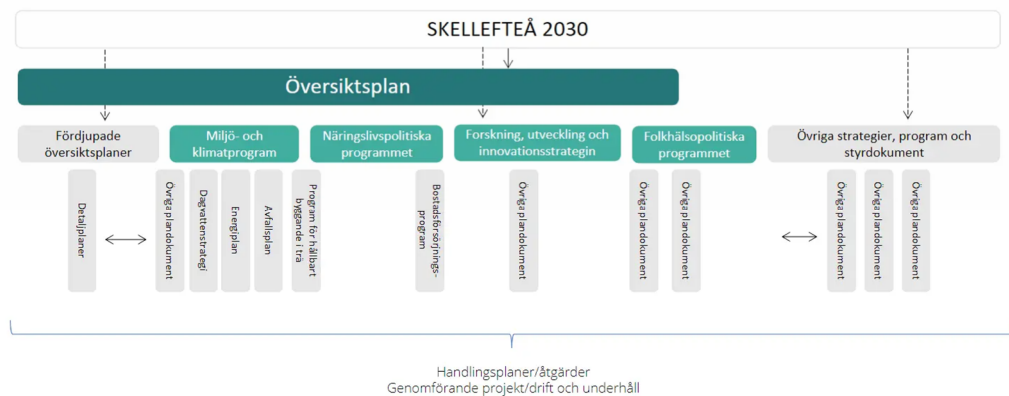 SKELLEFTEÅ 2030
Översiktsplan
Fördjupade
översiktsplaner
Miljö- och
klimatprogram
Näringslivspolitiska
programmet
Forskning, utveckling och
innovationsstrategin
Folkhälsopolitiska
programmet
Övriga strategier, program och
styrdokument
Detaljplaner
Övriga plandokument
Dagvattenstrategi
Energiplan
Avfallsplan
Program för hållbart
byggande i trä
Bostadsförsörjnings-
program
Övriga plandokument
Övriga plandokument
Övriga plandokument
Övriga plandokument
Övriga plandokument
Övriga plandokument
Handlingsplaner/åtgärder
Genomförande projekt/drift och underhåll